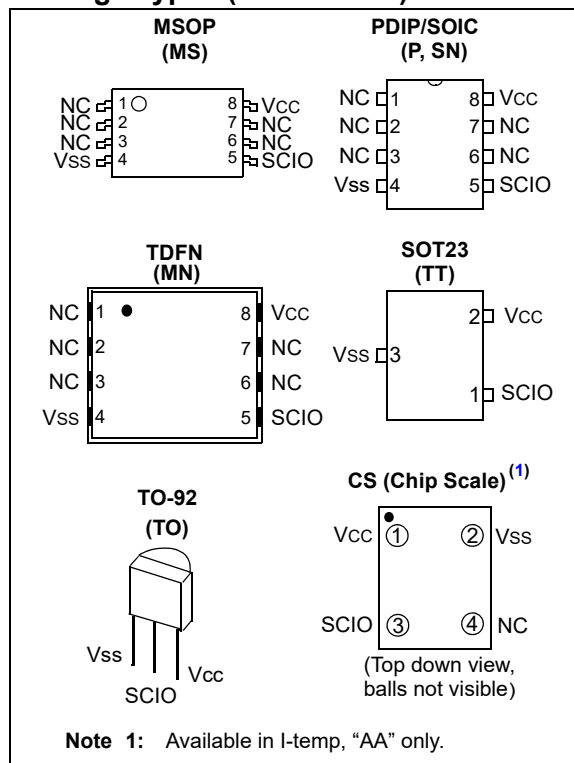 MSOP
(MS)
NC 1 8 VCC
NC 2 7 NC
NC 3 6 NC
VSS 4 5 SCIO
PDIP/SOIC
(P, SN)
NC 1 8 VCC
NC 2 7 NC
NC 3 6 NC
VSS 4 5 SCIO
TDFN
(MN)
NC 1 8 VCC
NC 2 7 NC
NC 3 6 NC
VSS 4 5 SCIO
SOT23
(TT)
2 VCC
VSS 3
1 SCIO
TO-92
(TO)
Vss
Vcc
SCIO
CS (Chip Scale)(1)
VCC 1 2 VSS
SCIO 3 4 NC
(Top down view,
balls not visible)
Note 1: Available in I-temp, “AA” only.